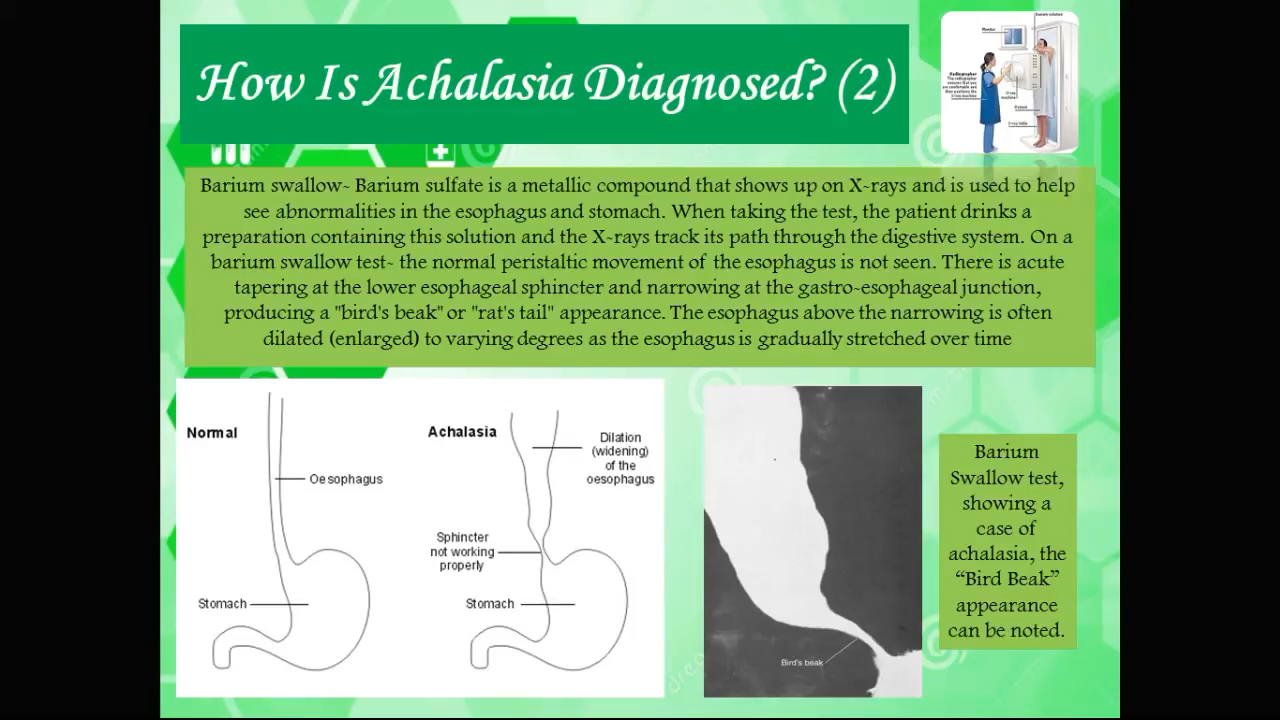 How Is Achalasia Diagnosed? (2)
Barium swallow- Barium sulfate is a metallic compound that shows up on X-rays and is used to help
see abnormalities in the esophagus and stomach. When taking the test, the patient drinks a
preparation containing this solution and the X-rays track its path through the digestive system. On a
barium swallow test- the normal peristaltic movement of the esophagus is not seen. There is acute
tapering at the lower esophageal sphincter and narrowing at the gastro-esophageal junction,
producing a "bird's beak" or "rat's tail" appearance. The esophagus above the narrowing is often
dilated (enlarged) to varying degrees as the esophagus is gradually stretched over time
Normal
Oesophagus
Stomach
Achalasia
Dilation
(widening)
of the
oesophagus
Sphincter
not working
properly
Stomach
Bird's beak
Barium
Swallow test,
showing a
case of
achalasia, the
“Bird Beak”
appearance
can be noted.
Monitor
Radiographer
Patient
X-ray table